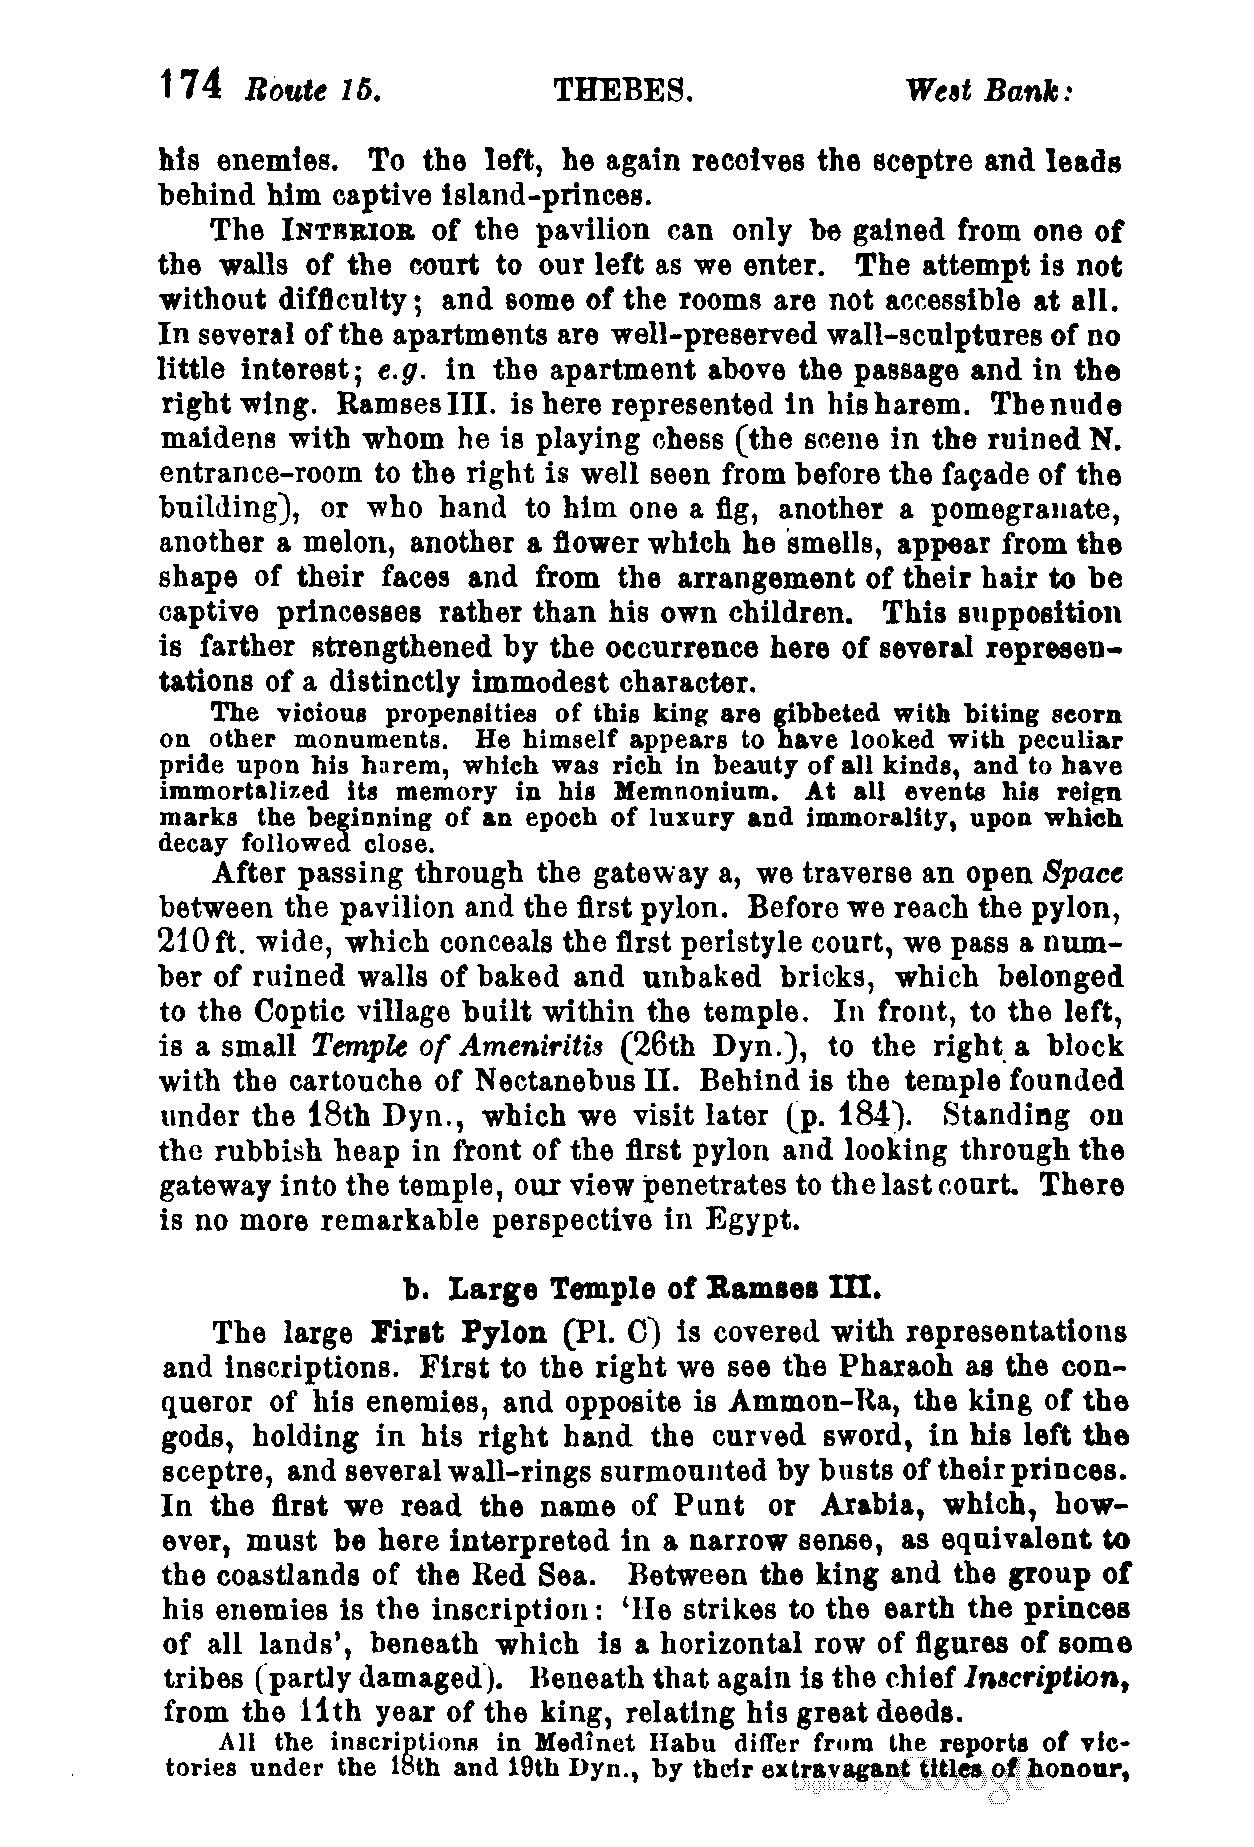 174 Route 15. THEBES. West Bank:
his enemies. To the left, he again receives the sceptre and leads
behind him captive island-princes.
The INTERIOR of the pavilion can only be gained from one of
the walls of the court to our left as we enter. The attempt is not
without difficulty; and some of the rooms are not accessible at all.
In several of the apartments are well-preserved wall-sculptures of no
little interest; e.g. in the apartment above the passage and in the
right wing. Ramses III. is here represented in his harem. The nude
maidens with whom he is playing chess (the scene in the ruined N.
entrance-room to the right is well seen from before the façade of the
building), or who hand to him one a fig, another a pomegranate,
another a melon, another a flower which he smells, appear from the
shape of their faces and from the arrangement of their hair to be
captive princesses rather than his own children. This supposition
is farther strengthened by the occurrence here of several represen-
tations of a distinctly immodest character.
The vicious propensities of this king are gibbeted with biting scorn
on other monuments. He himself appears to have looked with peculiar
pride upon his harem, which was rich in beauty of all kinds, and to have
immortalized its memory in his Memnonium. At all events his reign
marks the beginning of an epoch of luxury and immorality, upon which
decay followed close.
After passing through the gateway a, we traverse an open Space
between the pavilion and the first pylon. Before we reach the pylon,
210 ft. wide, which conceals the first peristyle court, we pass a num-
ber of ruined walls of baked and unbaked bricks, which belonged
to the Coptic village built within the temple. In front, to the left,
is a small Temple of Ameniritis (26th Dyn.), to the right a block
with the cartouche of Nectanebus II. Behind is the temple founded
under the 18th Dyn., which we visit later (p. 184). Standing on
the rubbish heap in front of the first pylon and looking through the
gateway into the temple, our view penetrates to the last court. There
is no more remarkable perspective in Egypt.
b. Large Temple of Ramses III.
The large First Pylon (Pl. C) is covered with representations
and inscriptions. First to the right we see the Pharaoh as the con-
queror of his enemies, and opposite is Ammon-Ra, the king of the
gods, holding in his right hand the curved sword, in his left the
sceptre, and several wall-rings surmounted by busts of their princes.
In the first we read the name of Punt or Arabia, which, how-
ever, must be here interpreted in a narrow sense, as equivalent to
the coastlands of the Red Sea. Between the king and the group of
his enemies is the inscription: 'He strikes to the earth the princes
of all lands', beneath which is a horizontal row of figures of some
tribes (partly damaged). Beneath that again is the chief Inscription,
from the 11th year of the king, relating his great deeds.
All the inscriptions in Medînet Habu differ from the reports of vic-
tories under the 18th and 19th Dyn., by their extravagant titles of honour,
Digitized by Google